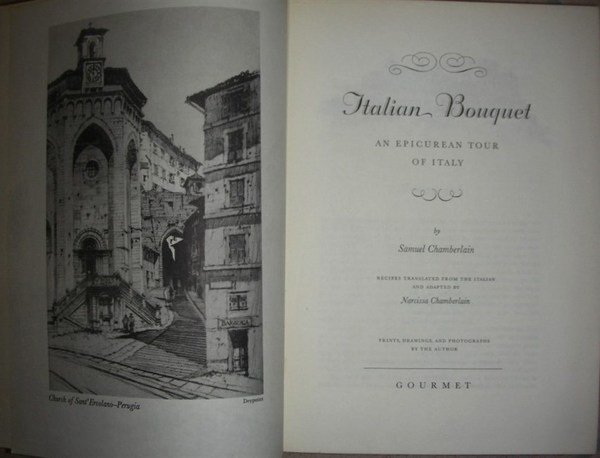 BARBORA
Church of Sant' Ercolano—Perugia
Drypoint
Italian Bouquet
AN EPICUREAN TOUR
OF ITALY
by
Samuel Chamberlain
RECIPES TRANSLATED FROM THE ITALIAN
AND ADAPTED BY
Narcissa Chamberlain
PRINTS, DRAWINGS, AND PHOTOGRAPHS
BY THE AUTHOR
GOURMET